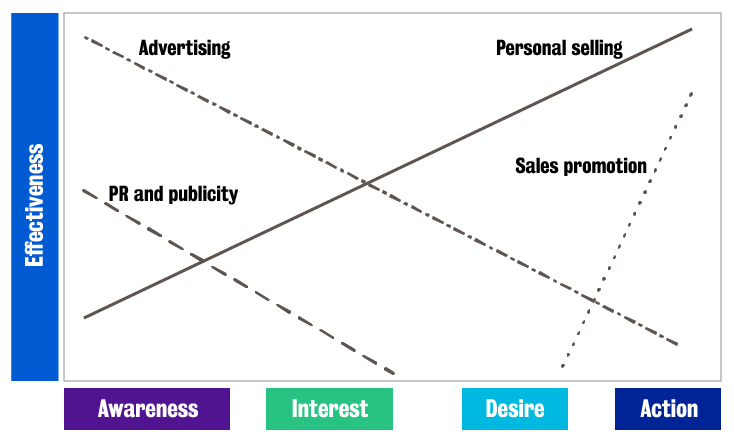 Advertising
Personal selling
Sales promotion
PR and publicity
Effectiveness
Awareness
Interest
Desire
Action